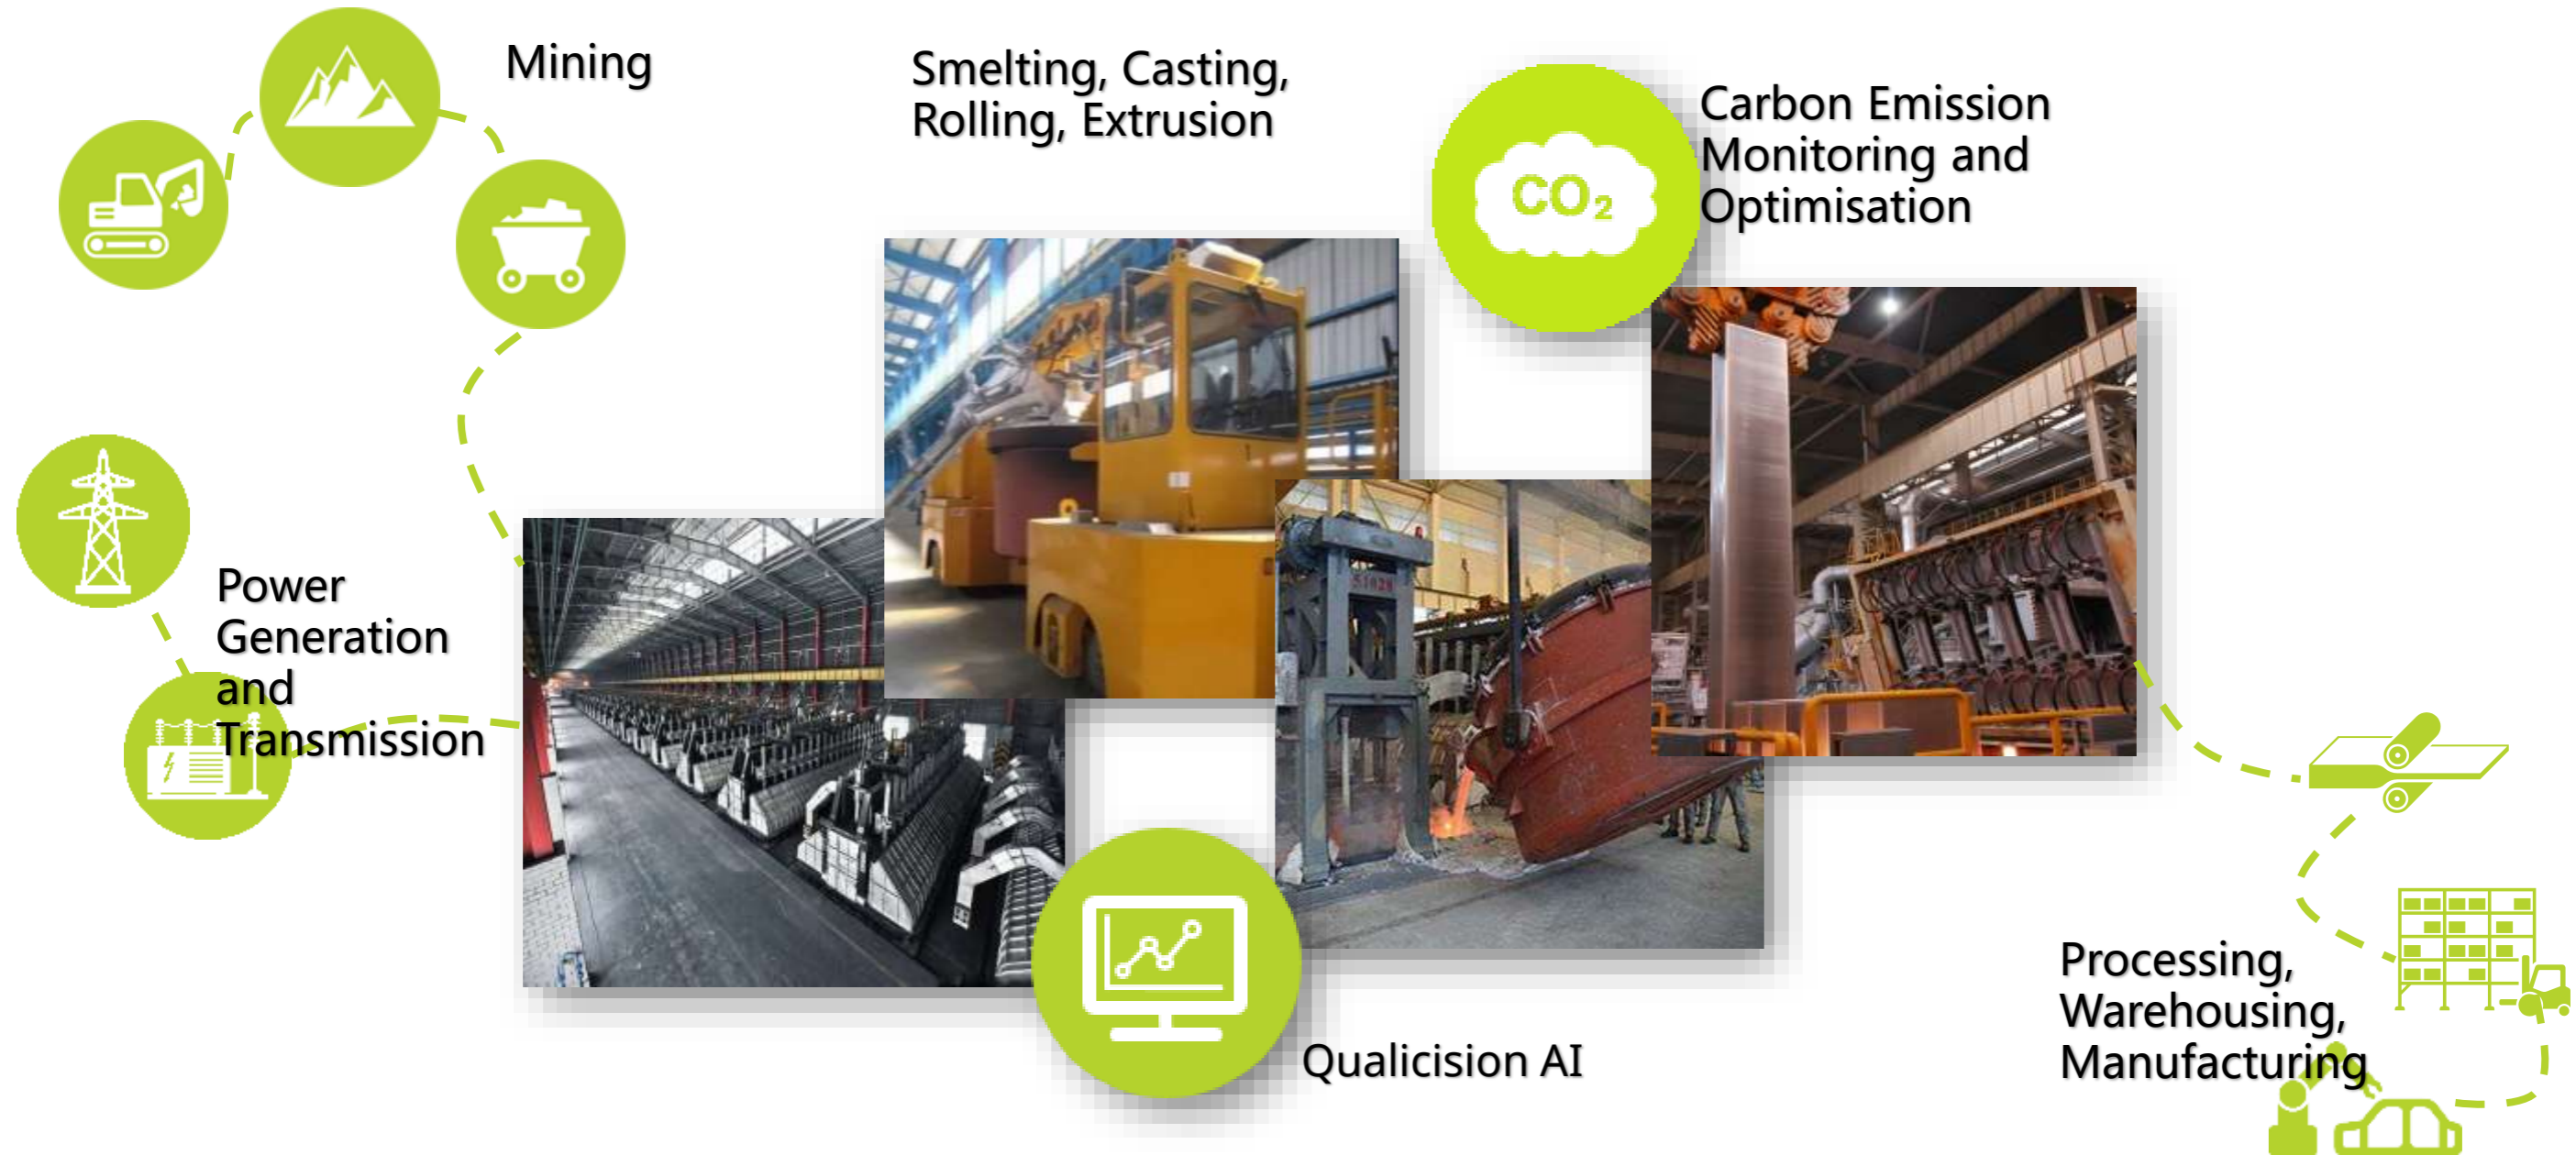 Mining
Smelting, Casting,
Rolling, Extrusion
CO₂
Carbon Emission
Monitoring and
Optimisation
Power
Generation
and
Transmission
51028
Qualicision AI
Processing,
Warehousing,
Manufacturing